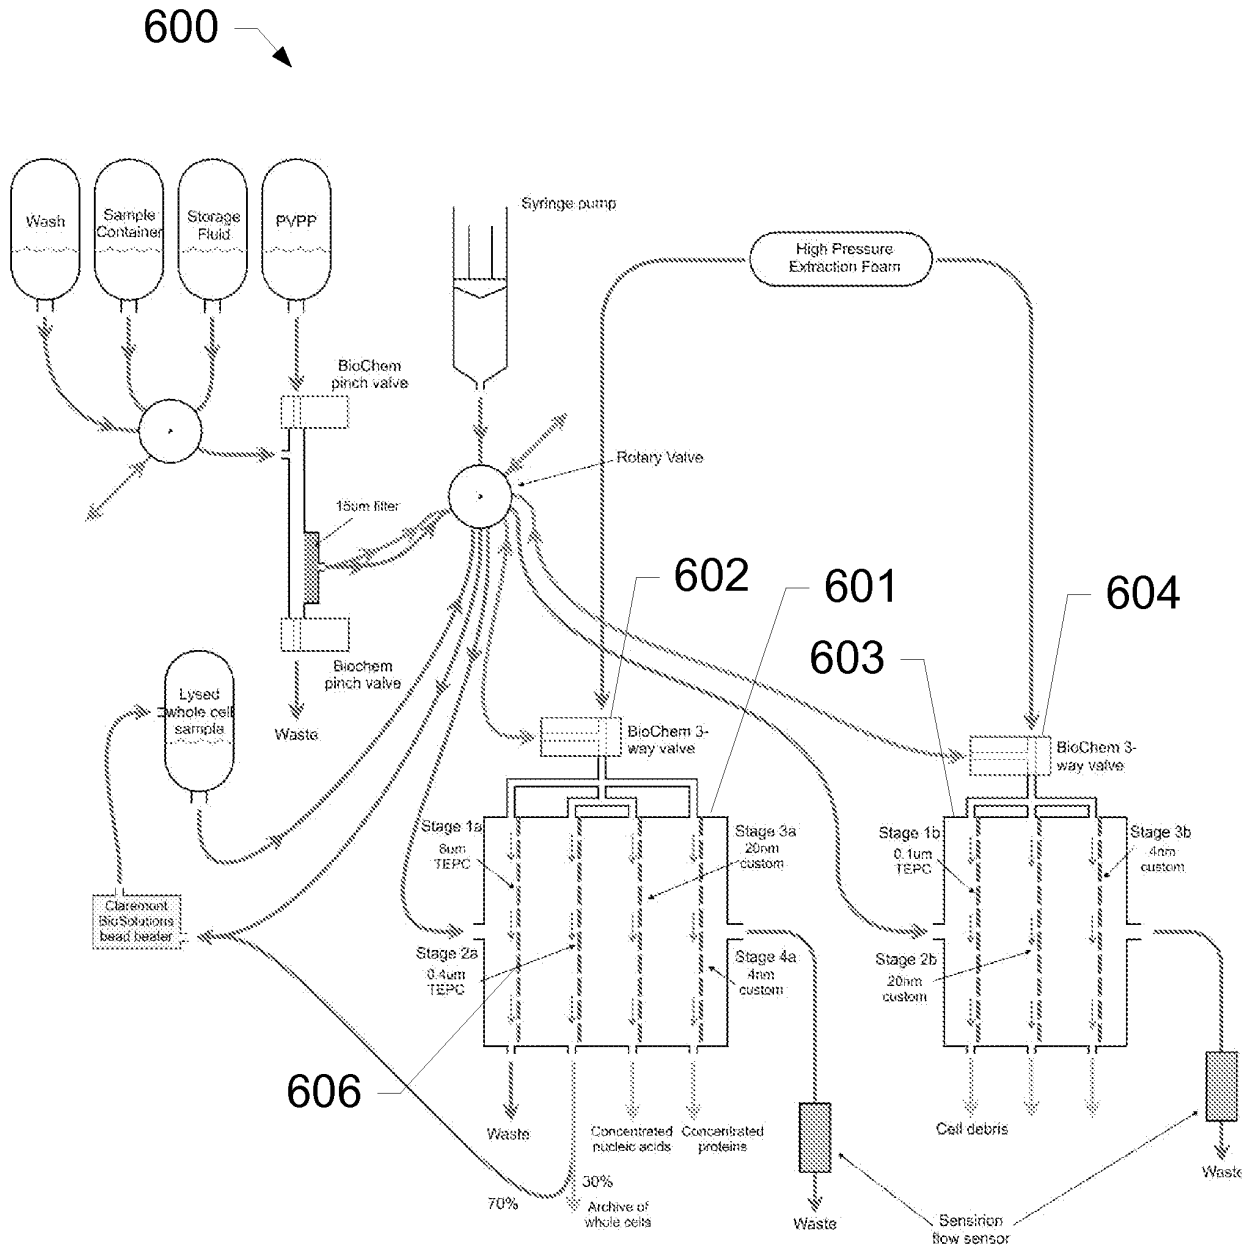 600
Syringe pump
Wash
Sample
Container
Storage
Fluid
PVPP
High Pressure
Extraction Foam
BioChem
pinch valve
Rotary Valve
15um filter
602
601
604
603
Biochem
pinch valve
Lysed
whole cell
sample
Waste
BioChem 3-
way valve
BioChem 3-
way valve
Stage 1a
6um
TEPC
Stage 3a
20nm
custom
Stage 1b
0.1um
TEPC
Stage 3b
4nm
custom
Claremont
BioSolutions
bead beater
Stage 2a
0.4um
TEPC
Stage 4a
4nm
custom
Stage 2b
20nm
custom
606
Waste
Concentrated
nucleic acids
Concentrated
proteins
Cell debris
Waste
30%
70%
Archive of
whole cells
Waste
Sensirion
flow sensor